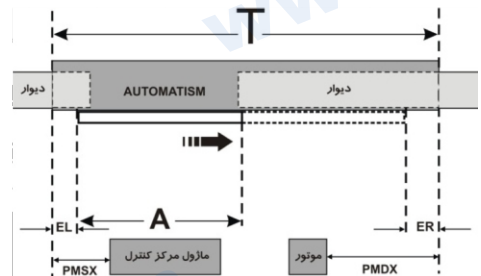 T
دیوار
AUTOMATISM
دیوار
EL
A
ER
ماژول مرکز کنترل
موتور
PMSX
PMDX